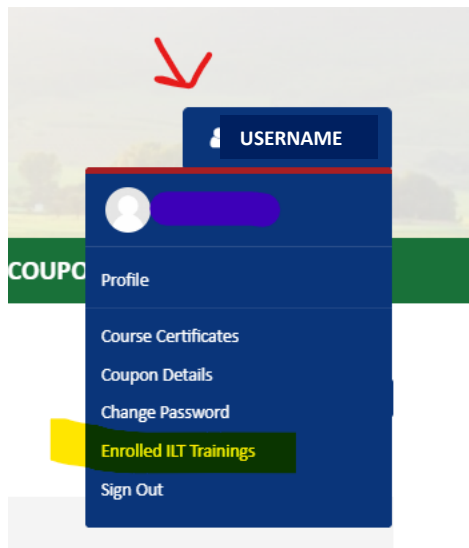 USERNAME
COUPO
Profile
Course Certificates
Coupon Details
Change Password
Enrolled ILT Trainings
Sign Out